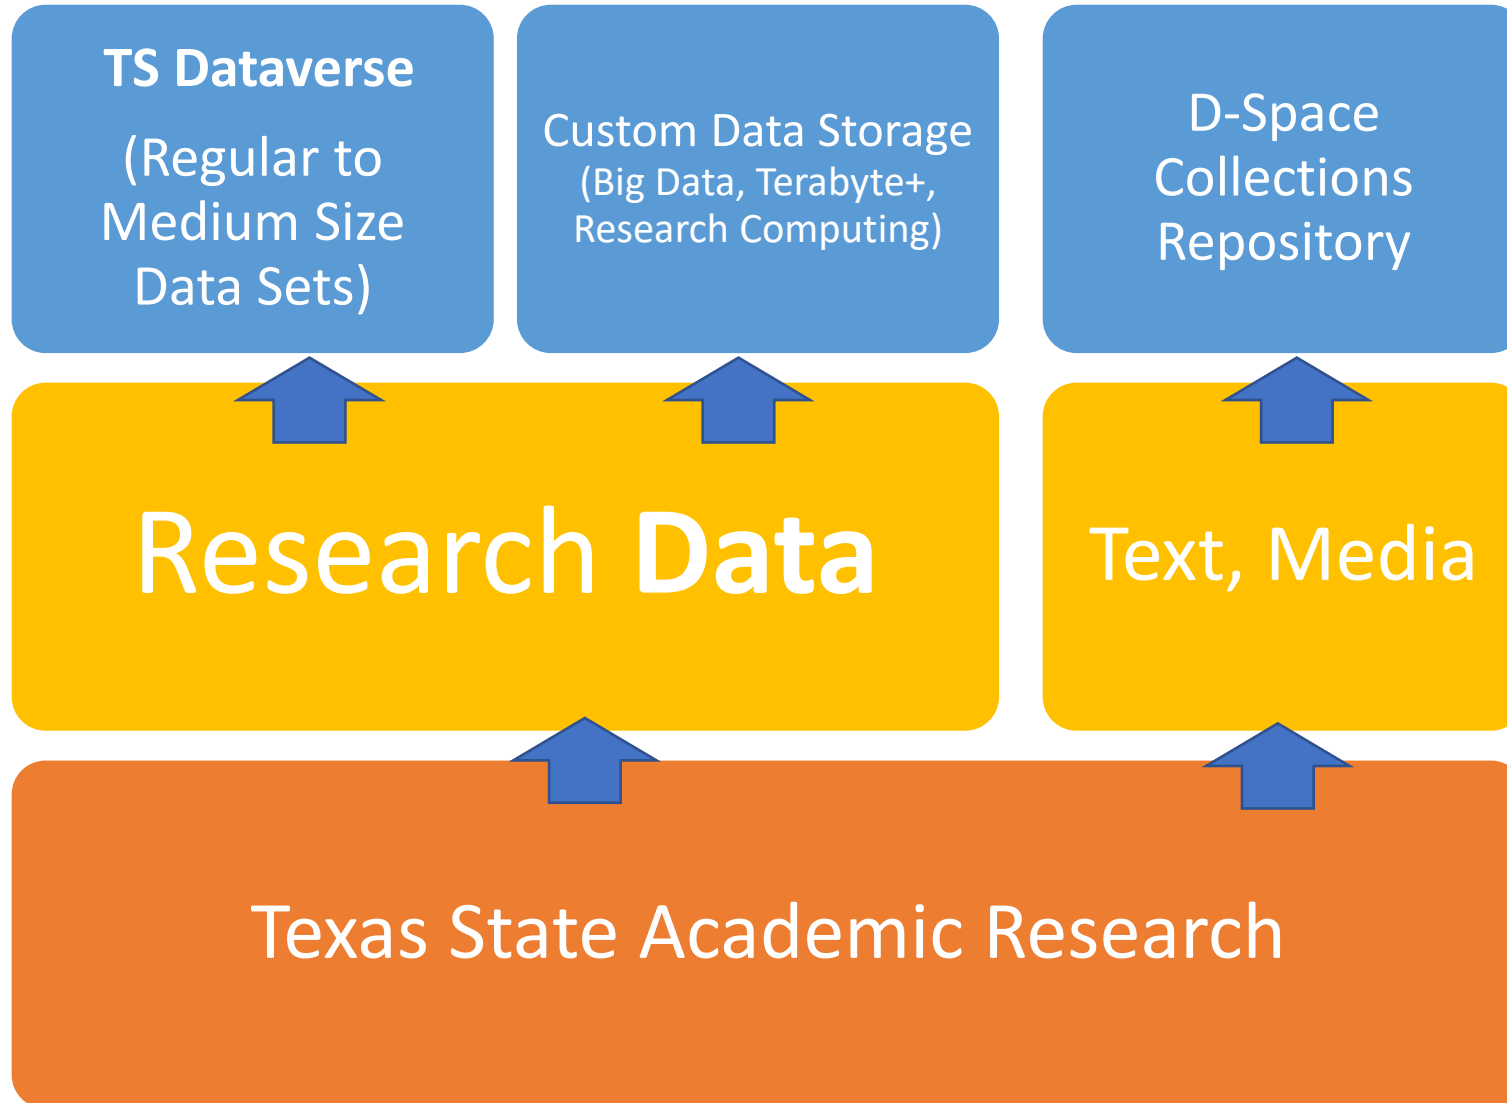 TS Dataverse
(Regular to
Medium Size
Data Sets)
Custom Data Storage
(Big Data, Terabyte+,
Research Computing)
D-Space
Collections
Repository
Research Data
Text, Media
Texas State Academic Research